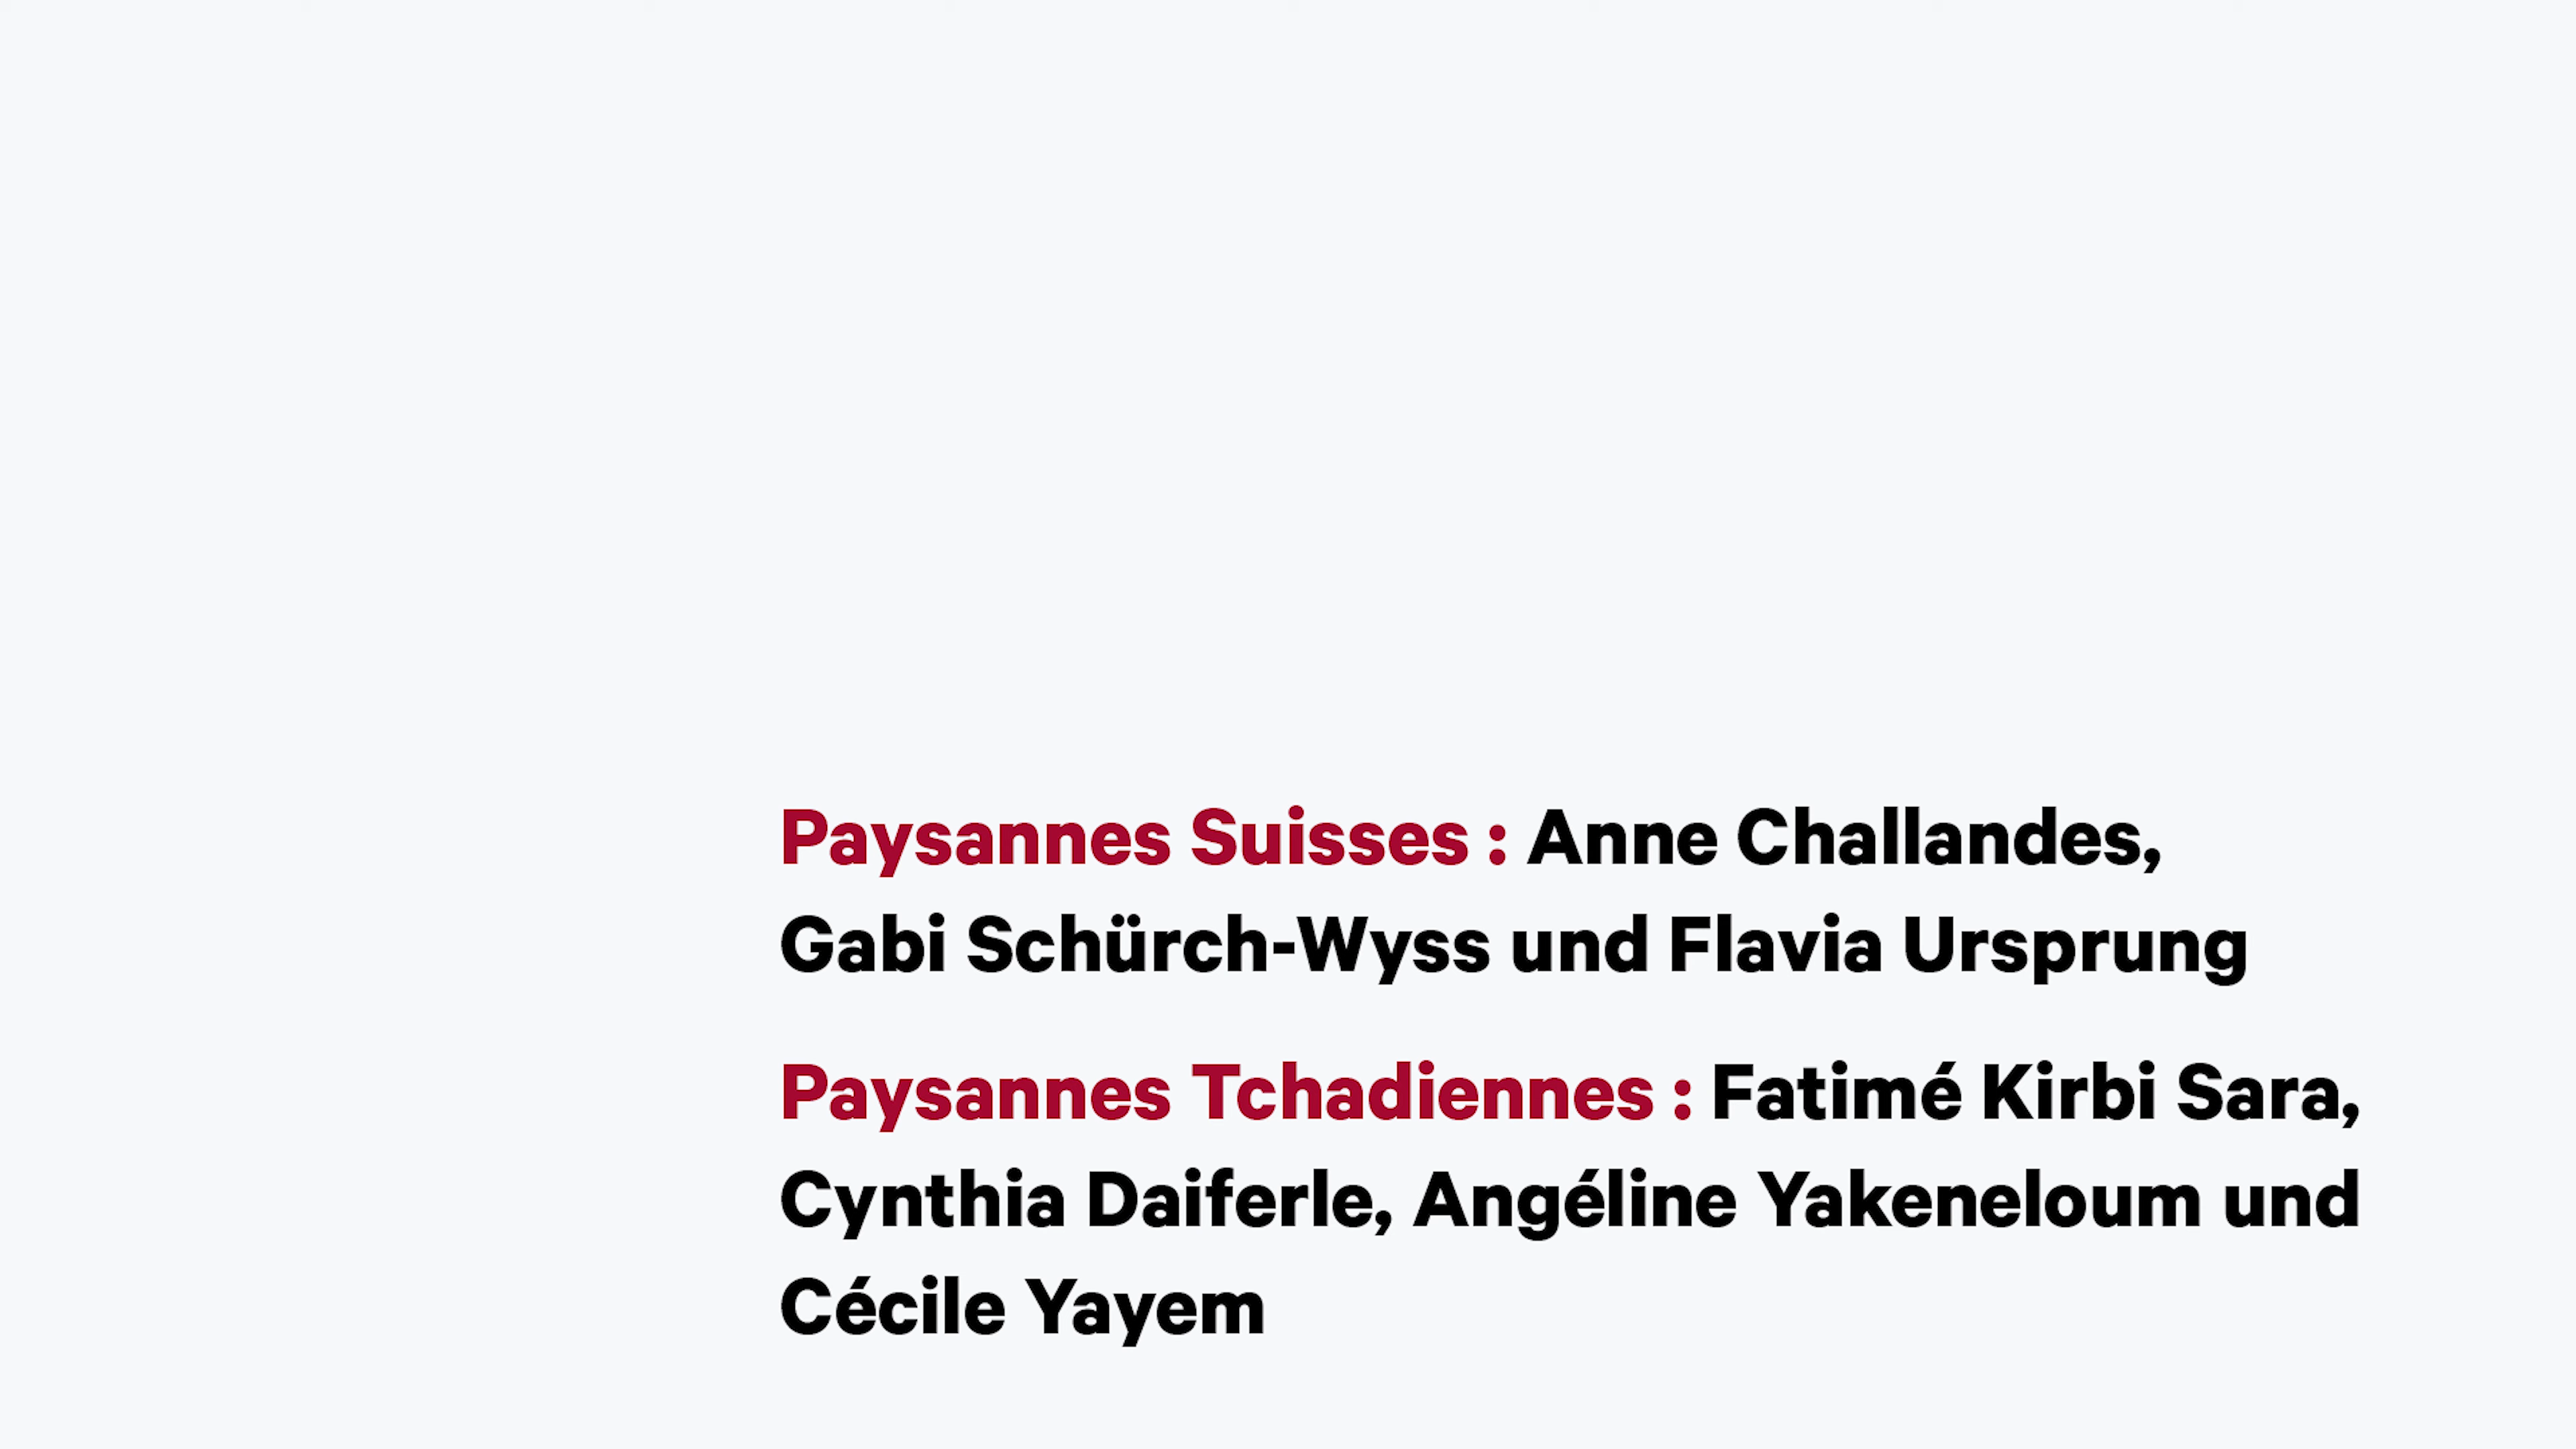 Paysannes Suisses : Anne Challandes,
Gabi Schürch-Wyss und Flavia Ursprung
Paysannes Tchadiennes : Fatimé Kirbi Sara,
Cynthia Daiferle, Angéline Yakeneloum und
Cécile Yayem